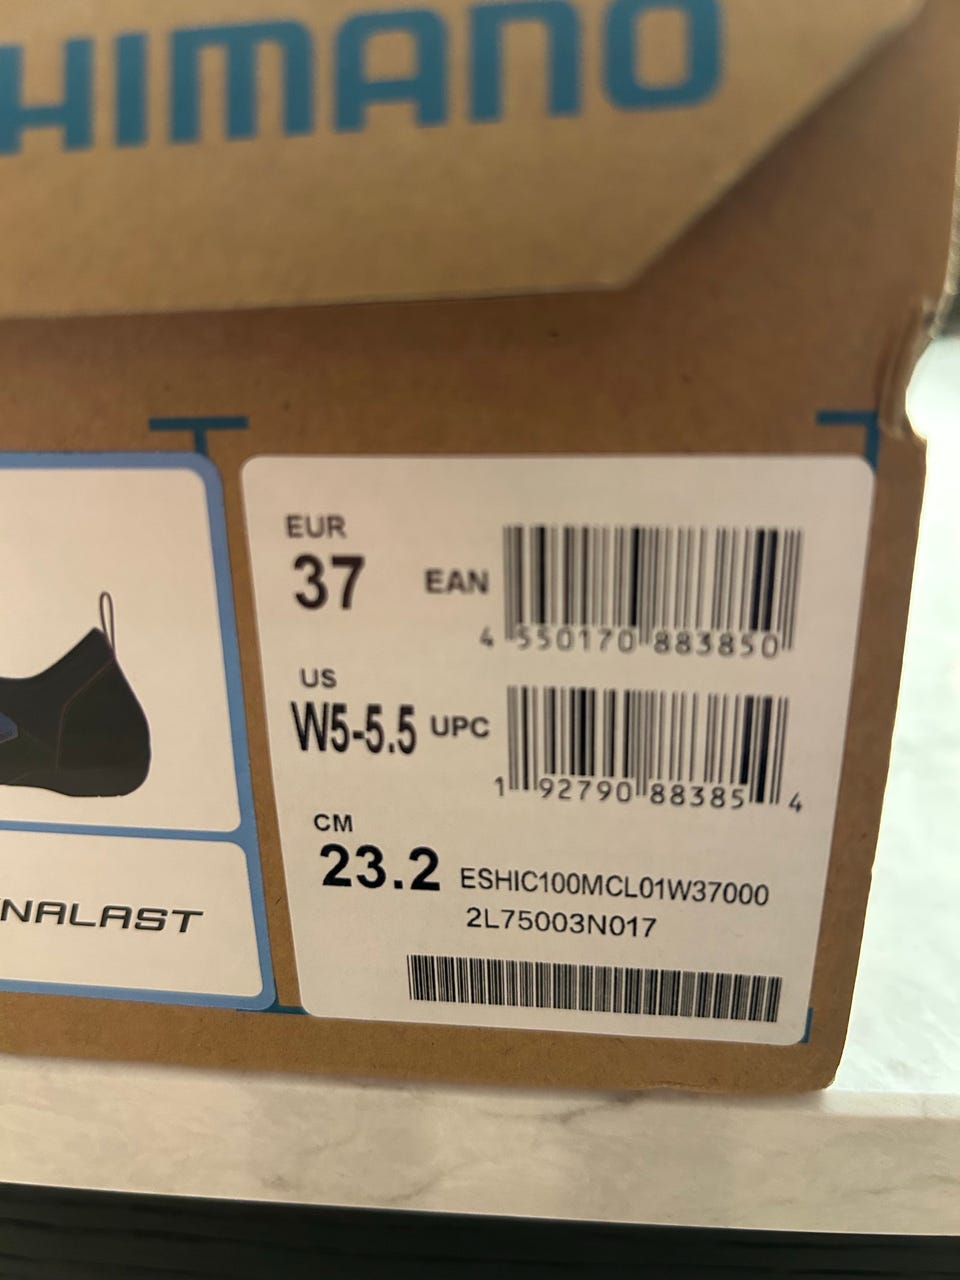 HIMANO
EUR
37
EAN
4 550170 883850
US
W5-5.5
UPC
1 92790 88385 4
CM
23.2
ESHIC100MCL01W37000
2L75003N017
NALAST